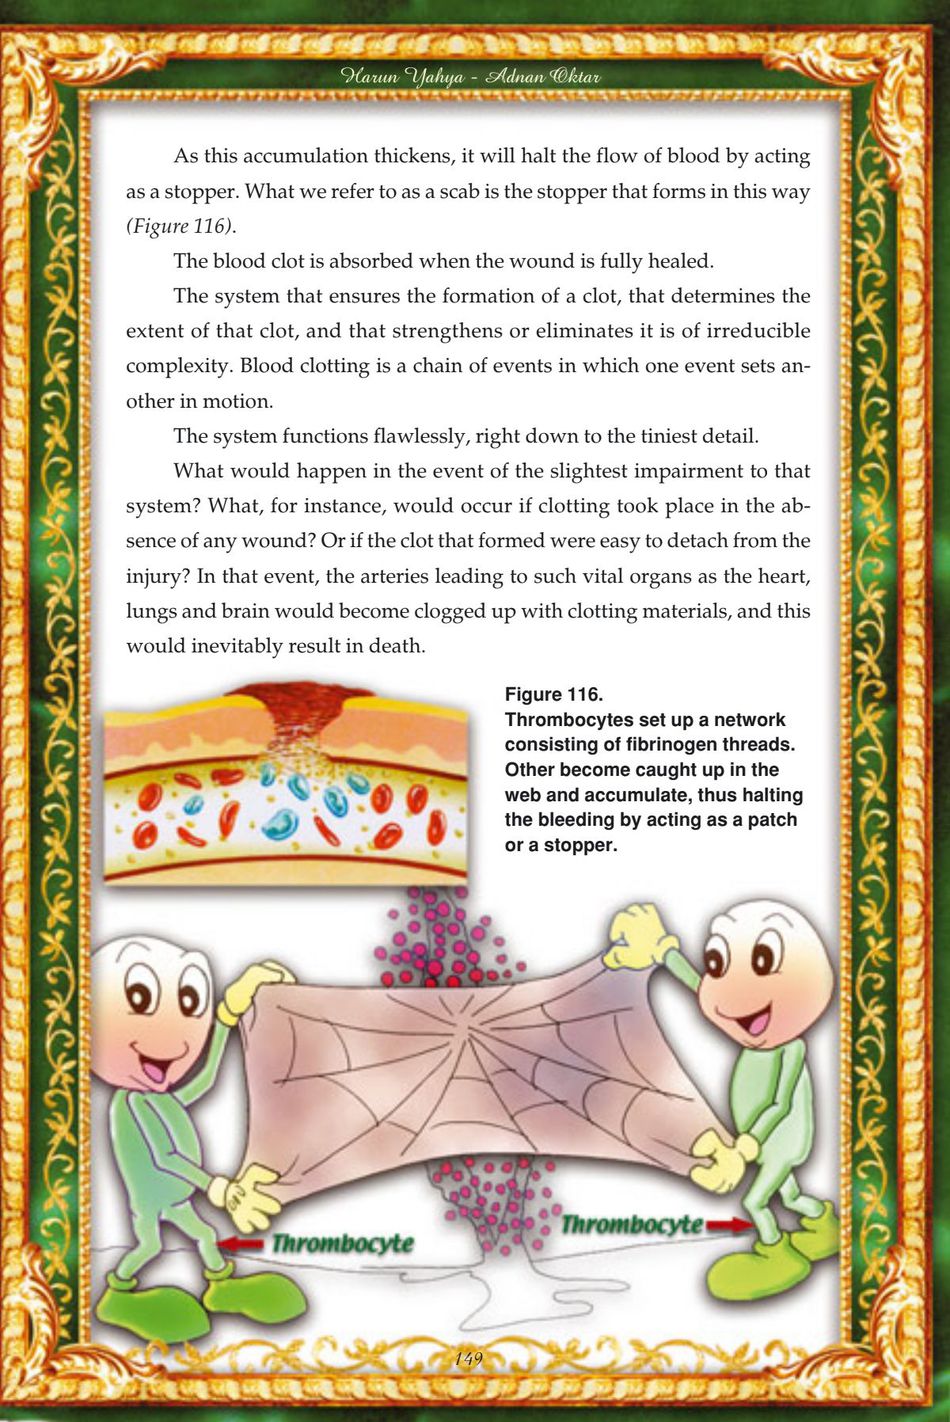 Harun Yahya - Adnan Oktar
As this accumulation thickens, it will halt the flow of blood by acting
as a stopper. What we refer to as a scab is the stopper that forms in this way
(Figure 116).
The blood clot is absorbed when the wound is fully healed.
The system that ensures the formation of a clot, that determines the
extent of that clot, and that strengthens or eliminates it is of irreducible
complexity. Blood clotting is a chain of events in which one event sets an-
other in motion.
The system functions flawlessly, right down to the tiniest detail.
What would happen in the event of the slightest impairment to that
system? What, for instance, would occur if clotting took place in the ab-
sence of any wound? Or if the clot that formed were easy to detach from the
injury? In that event, the arteries leading to such vital organs as the heart,
lungs and brain would become clogged up with clotting materials, and this
would inevitably result in death.
Figure 116.
Thrombocytes set up a network
consisting of fibrinogen threads.
Other become caught up in the
web and accumulate, thus halting
the bleeding by acting as a patch
or a stopper.
Thrombocyte
Thrombocyte
149